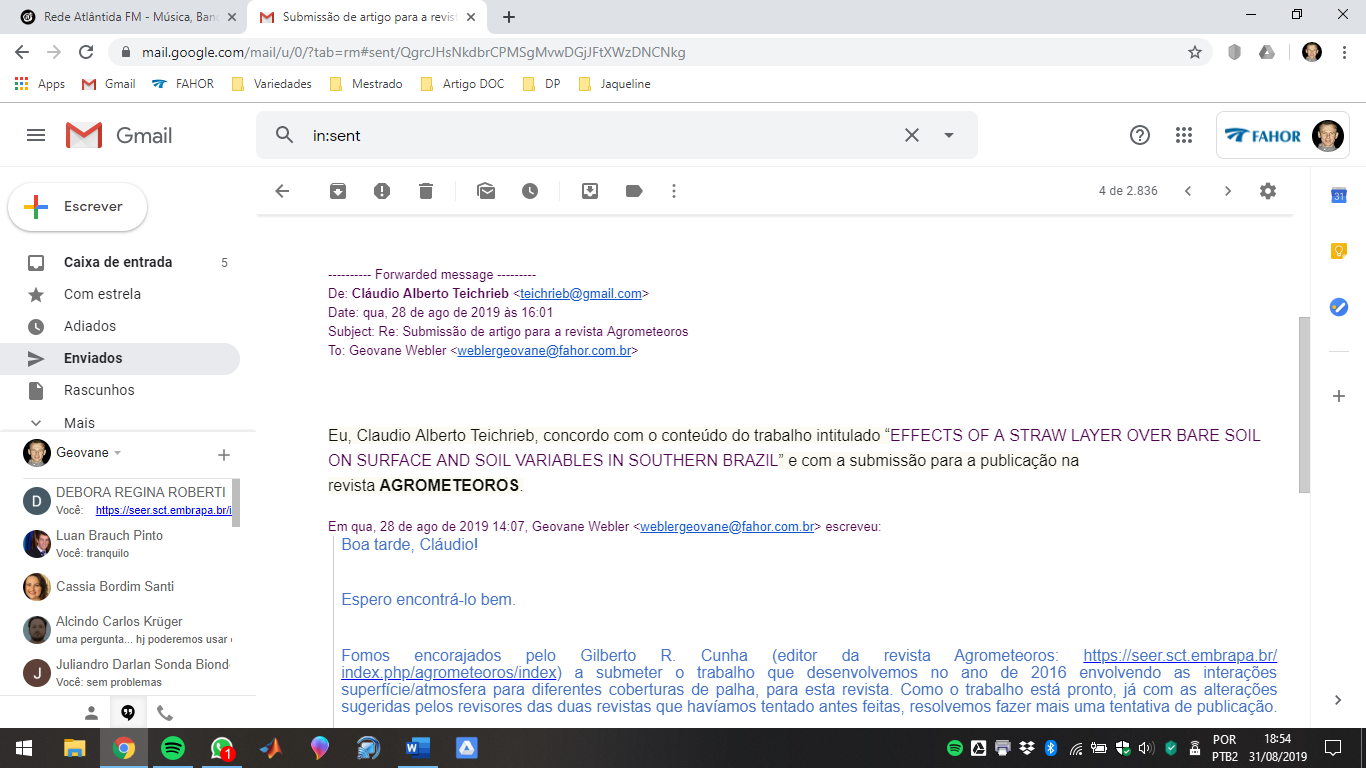 Rede Atlântida FM - Música, Ban
Submissão de artigo para a revist
mail.google.com/mail/u/0/?tab=rm#sent/QgrcJHsNkdbrCPMSgMvwDGjJFtXWzDNCNkg
Apps
Gmail
FAHOR
Variedades
Mestrado
Artigo DOC
DP
Jaqueline
Gmail
in:sent
FAHOR
Escrever
4 de 2.836
31
Caixa de entrada 5
Com estrela
Adiados
Enviados
Rascunhos
Mais
Geovane
D
DEBORA REGINA ROBERTI
Você: https://seer.sct.embrapa.br/i
Luan Brauch Pinto
Você: tranquilo
Cassia Bordim Santi
Alcindo Carlos Krüger
uma pergunta... hj poderemos usar
J
Juliandro Darlan Sonda Bionde
Você: sem problemas
---------- Forwarded message ---------
De: Cláudio Alberto Teichrieb <teichrieb@gmail.com>
Date: qua, 28 de ago de 2019 às 16:01
Subject: Re: Submissão de artigo para a revista Agrometeoros
To: Geovane Webler <weblergeovane@fahor.com.br>
Eu, Claudio Alberto Teichrieb, concordo com o conteúdo do trabalho intitulado “EFFECTS OF A STRAW LAYER OVER BARE SOIL
ON SURFACE AND SOIL VARIABLES IN SOUTHERN BRAZIL” e com a submissão para a publicação na
revista AGROMETEOROS.
Em qua, 28 de ago de 2019 14:07, Geovane Webler <weblergeovane@fahor.com.br> escreveu:
Boa tarde, Cláudio!
Espero encontrá-lo bem.
Fomos encorajados pelo Gilberto R. Cunha (editor da revista Agrometeoros: https://seer.sct.embrapa.br/
index.php/agrometeoros/index) a submeter o trabalho que desenvolvemos no ano de 2016 envolvendo as interações
superfície/atmosfera para diferentes coberturas de palha, para esta revista. Como o trabalho está pronto, já com as alterações
sugeridas pelos revisores das duas revistas que havíamos tentado antes feitas, resolvemos fazer mais uma tentativa de publicação.
1
POR
PTB2
18:54
31/08/2019